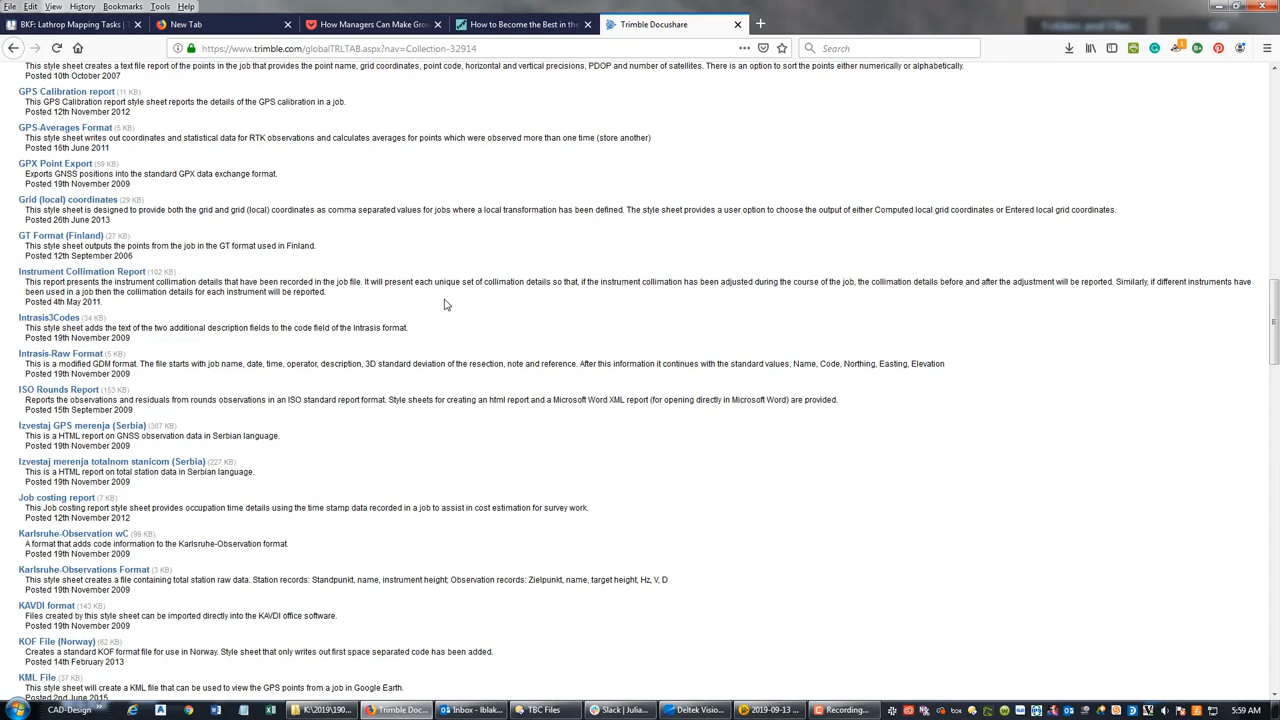 File Edit View History Bookmarks Tools Help
BKF: Lathrop Mapping Tasks | New Tab How Managers Can Make Gro How to Become the Best in the Trimble Docushare
https://www.trimble.com/globalTRLTAB.aspx?nav=Collection-32914 Search
This style sheet creates a text file report of the points in the job that provides the point name, grid coordinates, point code, horizontal and vertical precisions, PDOP and number of satellites. There is an option to sort the points either numerically or alphabetically.
Posted 10th October 2007
GPS Calibration report (11 KB)
This GPS Calibration report style sheet reports the details of the GPS calibration in a job.
Posted 12th November 2012
GPS-Averages Format (5 KB)
This style sheet writes out coordinates and statistical data for RTK observations and calculates averages for points which were observed more than one time (store another)
Posted 16th June 2011
GPX Point Export (59 KB)
Exports GNSS positions into the standard GPX data exchange format.
Posted 19th November 2009
Grid (local) coordinates (29 KB)
This style sheet is designed to provide both the grid and grid (local) coordinates as comma separated values for jobs where a local transformation has been defined. The style sheet provides a user option to choose the output of either Computed local grid coordinates or Entered local grid coordinates.
Posted 26th June 2013
GT Format (Finland) (27 KB)
This style sheet outputs the points from the job in the GT format used in Finland.
Posted 12th September 2006
Instrument Collimation Report (102 KB)
This report presents the instrument collimation details that have been recorded in the job file. It will present each unique set of collimation details so that, if the instrument collimation has been adjusted during the course of the job, the collimation details before and after the adjustment will be reported. Similarly, if different instruments have
been used in a job then the collimation details for each instrument will be reported.
Posted 4th May 2011.
Intrasis3Codes (34 KB)
This style sheet adds the text of the two additional description fields to the code field of the Intrasis format.
Posted 19th November 2009
Intrasis-Raw Format (5 KB)
This is a modified GDM format. The file starts with job name, date, time, operator, description, 3D standard deviation of the resection, note and reference. After this information it continues with the standard values, Name, Code, Northing, Easting, Elevation
Posted 19th November 2009
ISO Rounds Report (153 KB)
Reports the observations and residuals from rounds observations in an ISO standard report format. Style sheets for creating an html report and a Microsoft Word XML report (for opening directly in Microsoft Word) are provided.
Posted 15th September 2009
Izvestaj GPS merenja (Serbia) (307 KB)
This is a HTML report on GNSS observation data in Serbian language.
Posted 19th November 2009
Izvestaj merenja totalnom stanicom (Serbia) (227 KB)
This is a HTML report on total station data in Serbian language.
Posted 19th November 2009
Job costing report (7 KB)
This Job costing report style sheet provides occupation time details using the time stamp data recorded in a job to assist in cost estimation for survey work.
Posted 12th November 2012
Karlsruhe-Observation wC (99 KB)
A format that adds code information to the Karlsruhe-Observation format.
Posted 19th November 2009
Karlsruhe-Observations Format (3 KB)
This style sheet creates a file containing total station raw data. Station records: Standpunkt, name, instrument height; Observation records: Zielpunkt, name, target height, Hz, V, D
Posted 19th November 2009
KAVDI format (143 KB)
Files created by this style sheet can be imported directly into the KAVDI office software.
Posted 19th November 2009
KOF File (Norway) (62 KB)
Creates a standard KOF format file for use in Norway. Style sheet that only writes out first space separated code has been added.
Posted 14th February 2013
KML File (37 KB)
This style sheet will create a KML file that can be used to view the GPS points from a job in Google Earth.
Posted 2nd June 2015
CAD-Design K:\2019\190... Trimble Doc... Inbox - lblak... TBC Files Slack | Julia... Deltek Visio... 2019-09-13 ... Recording... 5:59 AM